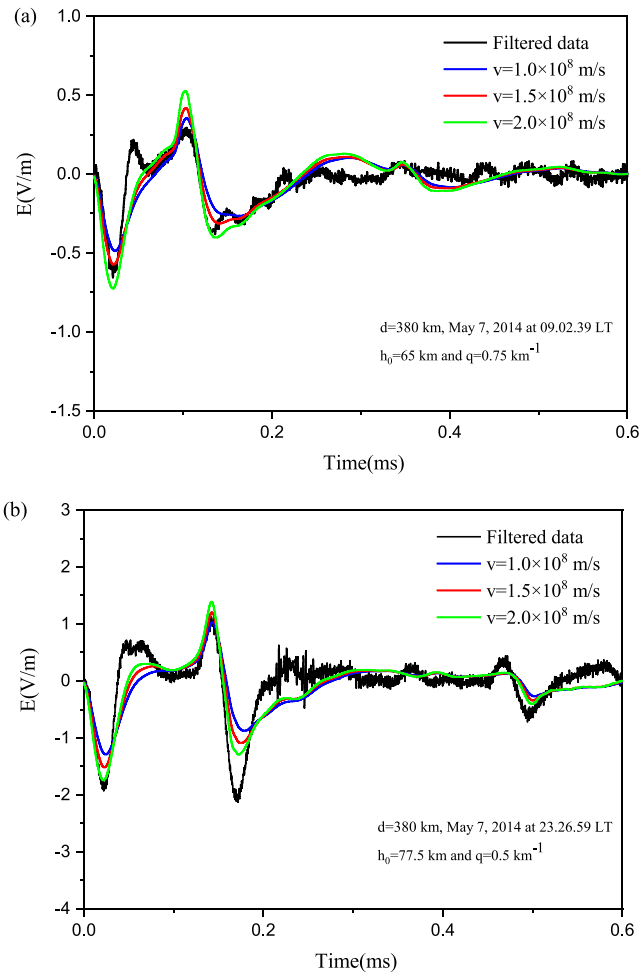 (a)
1.0
0.5
0.0
-0.5
-1.0
-1.5
E(V/m)
Filtered data
v=1.0×10⁸ m/s
v=1.5×10⁸ m/s
v=2.0×10⁸ m/s
d=380 km, May 7, 2014 at 09.02.39 LT
h₀=65 km and q=0.75 km⁻¹
0.0 0.2 0.4 0.6
Time(ms)
(b)
3
2
1
0
-1
-2
-3
-4
E(V/m)
Filtered data
v=1.0×10⁸ m/s
v=1.5×10⁸ m/s
v=2.0×10⁸ m/s
d=380 km, May 7, 2014 at 23.26.59 LT
h₀=77.5 km and q=0.5 km⁻¹
0.0 0.2 0.4 0.6
Time(ms)